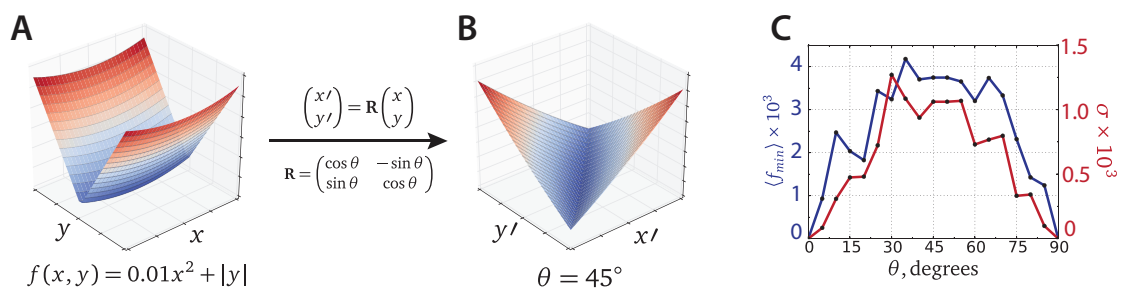 A
y
x
f(x, y) = 0.01x² + |y|
(x′ y′) = R (x y)
R = (cos θ −sin θ
sin θ cos θ)
B
y′
x′
θ = 45°
C
⟨f_min⟩ × 10³
4
3
2
1
0
0 15 30 45 60 75 90
θ, degrees
1.5
1.0
0.5
0
σ × 10³